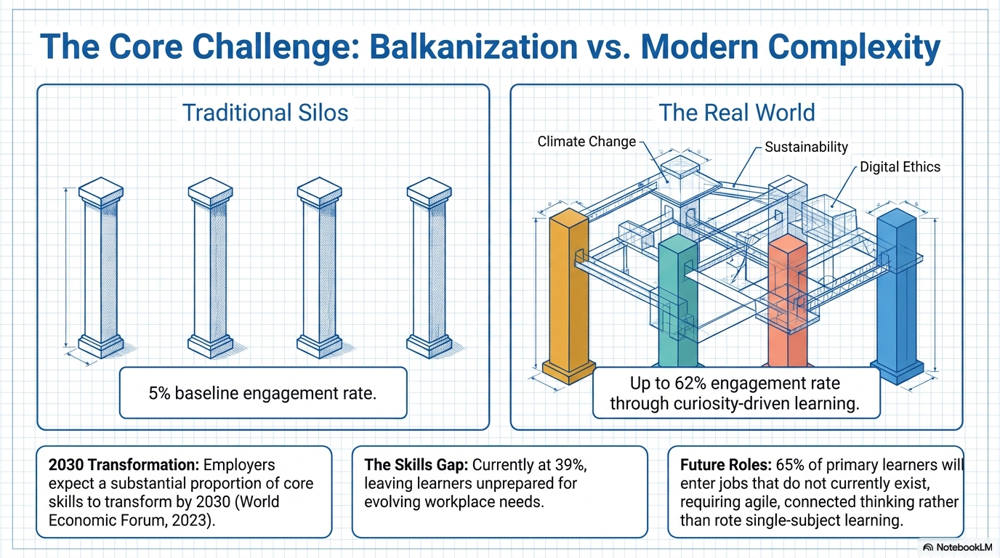 The Core Challenge: Balkanization vs. Modern Complexity
Traditional Silos
5% baseline engagement rate.
The Real World
Climate Change
Sustainability
Digital Ethics
Up to 62% engagement rate
through curiosity-driven learning.
2030 Transformation: Employers
expect a substantial proportion of core
skills to transform by 2030 (World
Economic Forum, 2023).
The Skills Gap: Currently at 39%,
leaving learners unprepared for
evolving workplace needs.
Future Roles: 65% of primary learners will
enter jobs that do not currently exist,
requiring agile, connected thinking rather
than rote single-subject learning.
NotebookLM